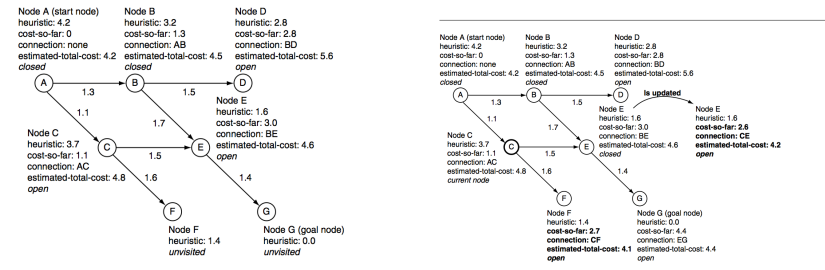 Node A (start node)
heuristic: 4.2
cost-so-far: 0
connection: none
estimated-total-cost: 4.2
closed
Node B
heuristic: 3.2
cost-so-far: 1.3
connection: AB
estimated-total-cost: 4.5
closed
Node D
heuristic: 2.8
cost-so-far: 2.8
connection: BD
estimated-total-cost: 5.6
open
A
B
D
1.3
1.5
1.1
1.7
Node E
heuristic: 1.6
cost-so-far: 3.0
connection: BE
estimated-total-cost: 4.6
open
Node C
heuristic: 3.7
cost-so-far: 1.1
connection: AC
estimated-total-cost: 4.8
open
C
E
1.5
1.6
1.4
F
G
Node F
heuristic: 1.4
unvisited
Node G (goal node)
heuristic: 0.0
unvisited
Node A (start node)
heuristic: 4.2
cost-so-far: 0
connection: none
estimated-total-cost: 4.2
closed
Node B
heuristic: 3.2
cost-so-far: 1.3
connection: AB
estimated-total-cost: 4.5
closed
Node D
heuristic: 2.8
cost-so-far: 2.8
connection: BD
estimated-total-cost: 5.6
open
A
B
D
1.3
1.5
1.1
1.7
is updated
Node E
heuristic: 1.6
cost-so-far: 3.0
connection: BE
estimated-total-cost: 4.6
closed
Node E
heuristic: 1.6
cost-so-far: 2.6
connection: CE
estimated-total-cost: 4.2
open
Node C
heuristic: 3.7
cost-so-far: 1.1
connection: AC
estimated-total-cost: 4.8
current node
C
E
1.5
1.6
1.4
F
G
Node F
heuristic: 1.4
cost-so-far: 2.7
connection: CF
estimated-total-cost: 4.1
open
Node G (goal node)
heuristic: 0.0
cost-so-far: 4.4
connection: EG
estimated-total-cost: 4.4
open